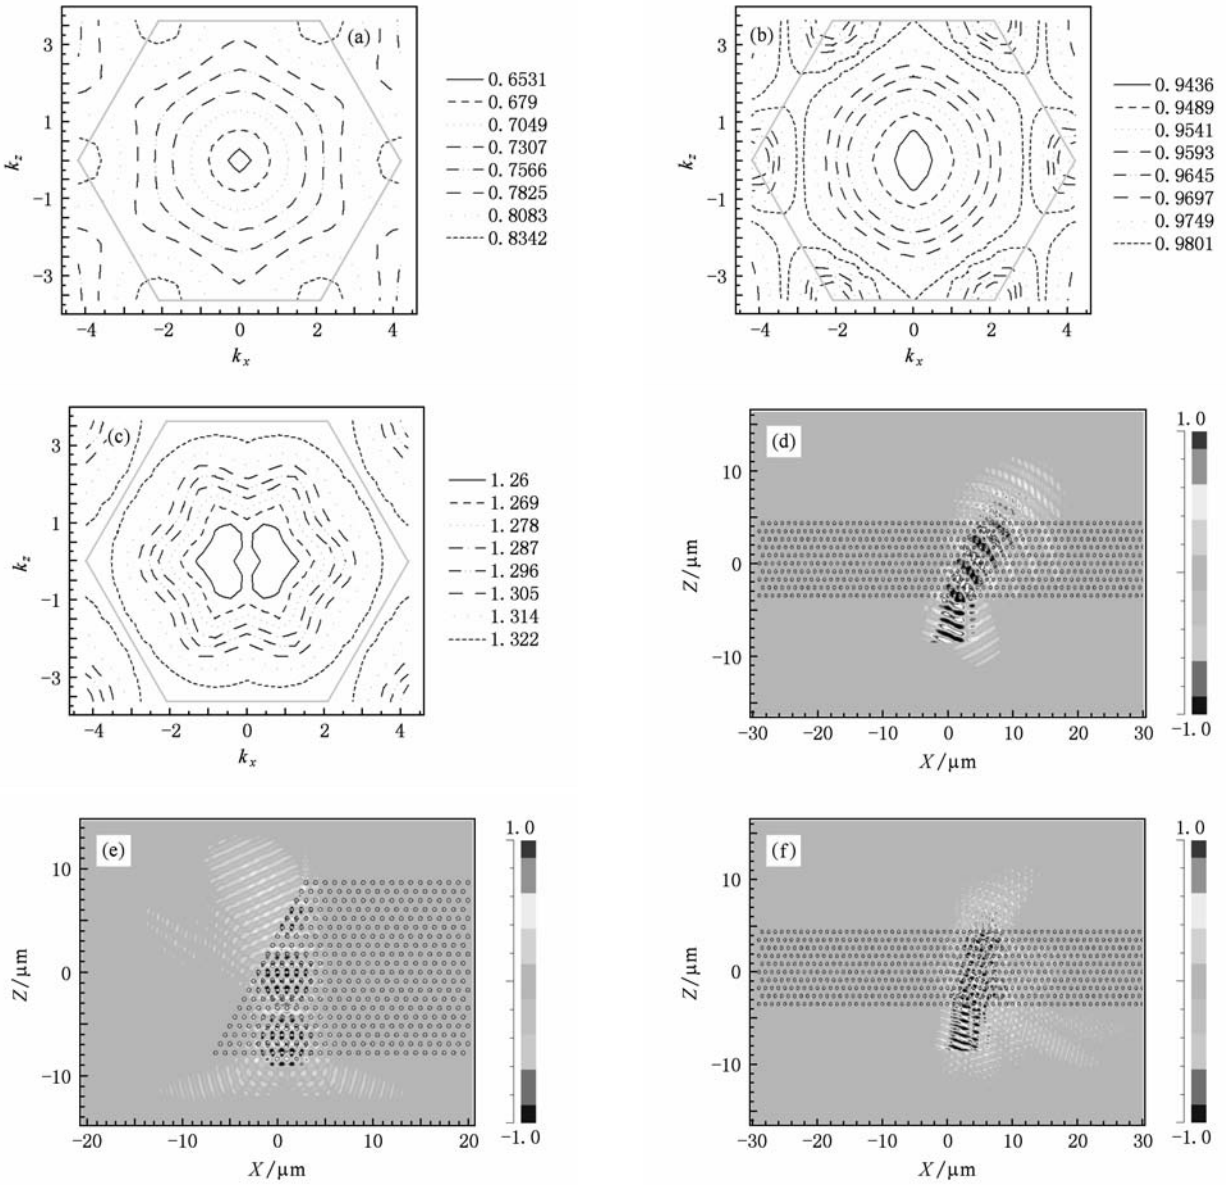 (a)
3
1
-1
-3
k_z
-4 -2 0 2 4
k_x
0.6531
0.679
0.7049
0.7307
0.7566
0.7825
0.8083
0.8342
(b)
3
1
-1
-3
k_z
-4 -2 0 2 4
k_x
0.9436
0.9489
0.9541
0.9593
0.9645
0.9697
0.9749
0.9801
(c)
3
1
-1
-3
k_z
-4 -2 0 2 4
k_x
1.26
1.269
1.278
1.287
1.296
1.305
1.314
1.322
(d)
10
0
-10
Z/μm
-30 -20 -10 0 10 20 30
X/μm
1.0
-1.0
(e)
10
0
-10
Z/μm
-20 -10 0 10 20
X/μm
1.0
-1.0
(f)
10
0
-10
Z/μm
-30 -20 -10 0 10 20 30
X/μm
1.0
-1.0